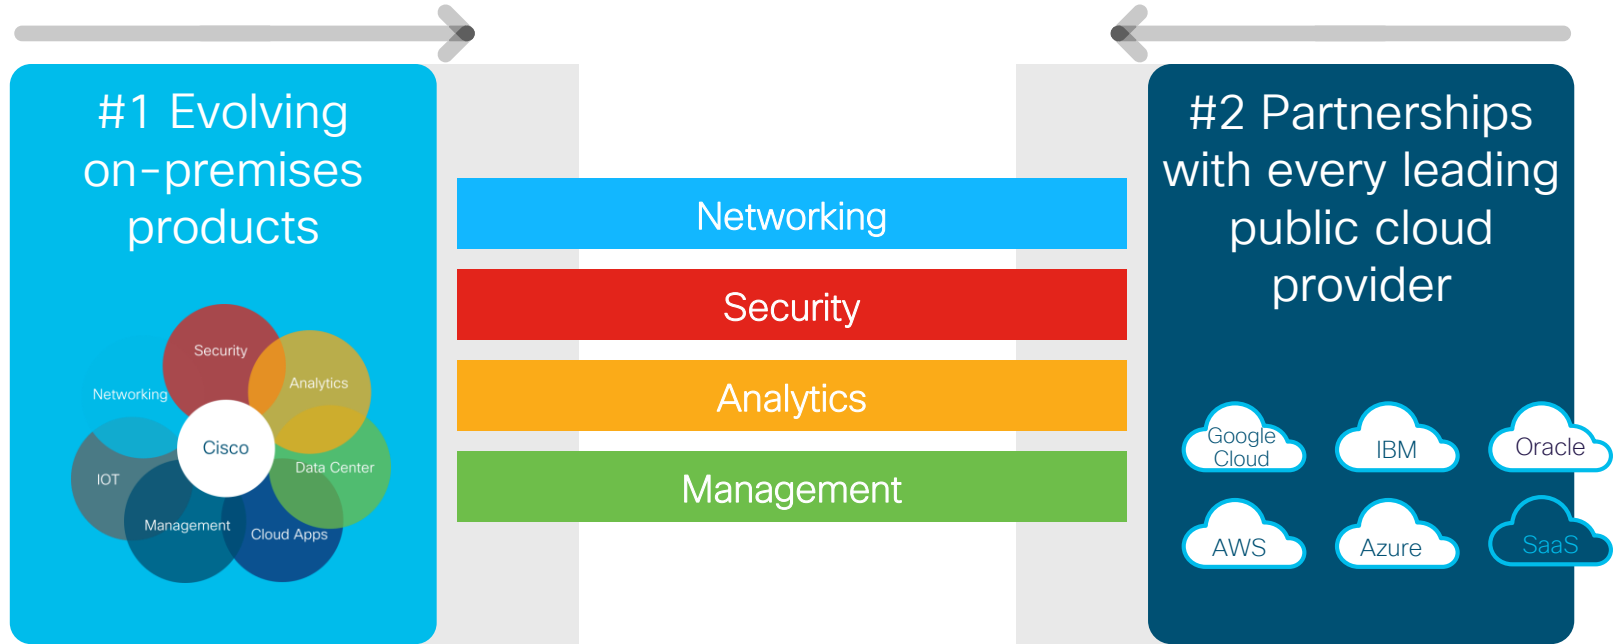 #1 Evolving
on-premises
products
Security
Analytics
Networking
Cisco
Data Center
IOT
Management
Cloud Apps
Networking
Security
Analytics
Management
#2 Partnerships
with every leading
public cloud
provider
Google
Cloud
IBM
Oracle
AWS
Azure
SaaS